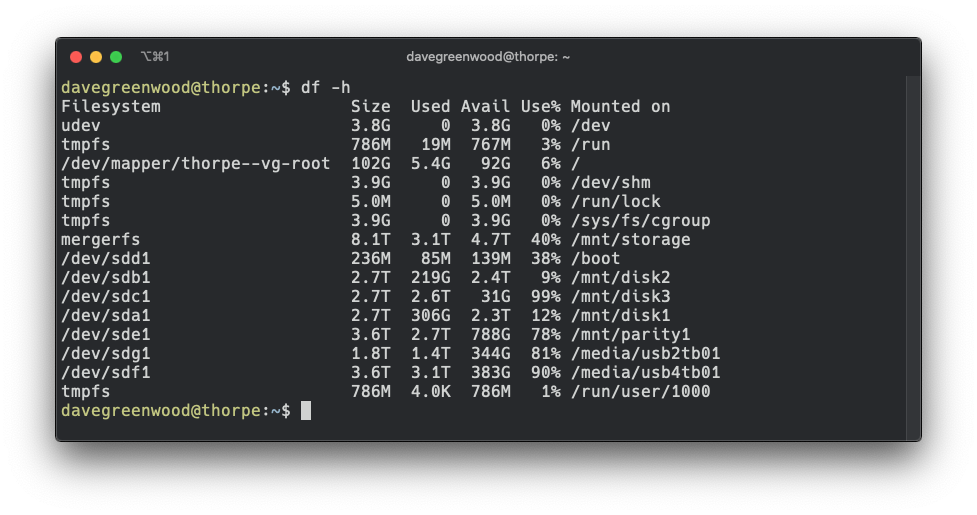 ⌥⌘1 davegreenwood@thorpe: ~
davegreenwood@thorpe:~$ df -h
Filesystem                  Size  Used Avail Use% Mounted on
udev                        3.8G     0  3.8G   0% /dev
tmpfs                       786M   19M  767M   3% /run
/dev/mapper/thorpe--vg-root 102G  5.4G   92G   6% /
tmpfs                       3.9G     0  3.9G   0% /dev/shm
tmpfs                       5.0M     0  5.0M   0% /run/lock
tmpfs                       3.9G     0  3.9G   0% /sys/fs/cgroup
mergerfs                    8.1T  3.1T  4.7T  40% /mnt/storage
/dev/sdd1                   236M   85M  139M  38% /boot
/dev/sdb1                   2.7T  219G  2.4T   9% /mnt/disk2
/dev/sdc1                   2.7T  2.6T   31G  99% /mnt/disk3
/dev/sda1                   2.7T  306G  2.3T  12% /mnt/disk1
/dev/sde1                   3.6T  2.7T  788G  78% /mnt/parity1
/dev/sdg1                   1.8T  1.4T  344G  81% /media/usb2tb01
/dev/sdf1                   3.6T  3.1T  383G  90% /media/usb4tb01
tmpfs                       786M  4.0K  786M   1% /run/user/1000
davegreenwood@thorpe:~$